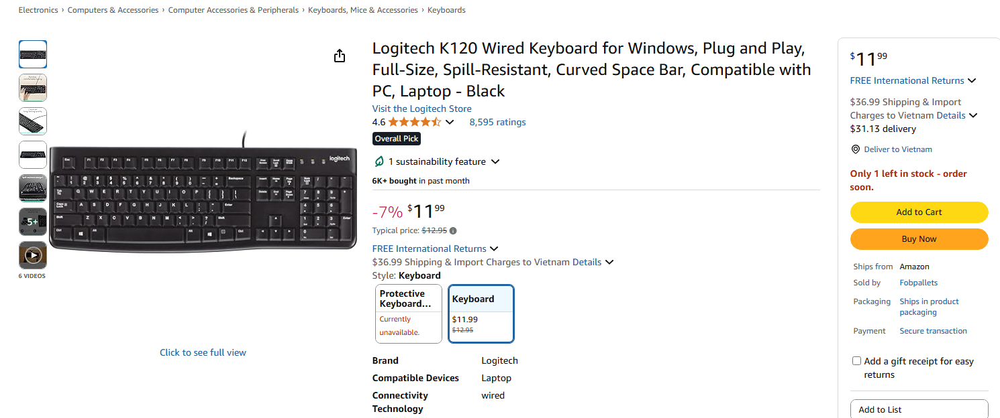 Electronics › Computers & Accessories › Computer Accessories & Peripherals › Keyboards, Mice & Accessories › Keyboards
5+
6 VIDEOS
logitech
Click to see full view
Logitech K120 Wired Keyboard for Windows, Plug and Play,
Full-Size, Spill-Resistant, Curved Space Bar, Compatible with
PC, Laptop - Black
Visit the Logitech Store
4.6 8,595 ratings
Overall Pick
1 sustainability feature
6K+ bought in past month
-7% $11 99
Typical price: $12.95
FREE International Returns
$36.99 Shipping & Import Charges to Vietnam Details
Style: Keyboard
Protective
Keyboard...
Currently
unavailable.
Keyboard
$11.99
$12.95
Brand Logitech
Compatible Devices Laptop
Connectivity wired
Technology
$11 99
FREE International Returns
$36.99 Shipping & Import
Charges to Vietnam Details
$31.13 delivery
Deliver to Vietnam
Only 1 left in stock - order
soon.
Add to Cart
Buy Now
Ships from Amazon
Sold by Fobpallets
Packaging Ships in product
packaging
Payment Secure transaction
Add a gift receipt for easy
returns
Add to List